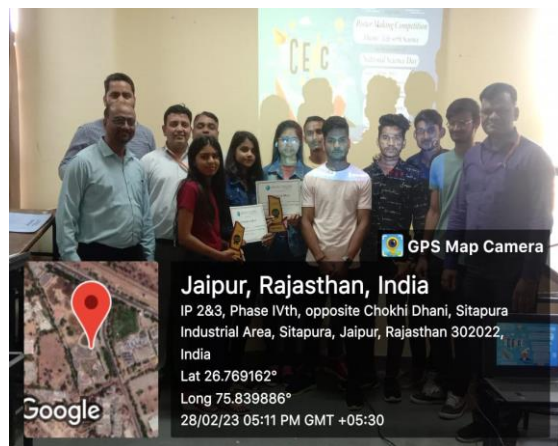 Poster Making Competition
National Science Day
GPS Map Camera
Jaipur, Rajasthan, India
IP 2&3, Phase IVth, opposite Chokhi Dhani, Sitapura
Industrial Area, Sitapura, Jaipur, Rajasthan 302022,
India
Lat 26.769162°
Long 75.839886°
28/02/23 05:11 PM GMT +05:30
Google